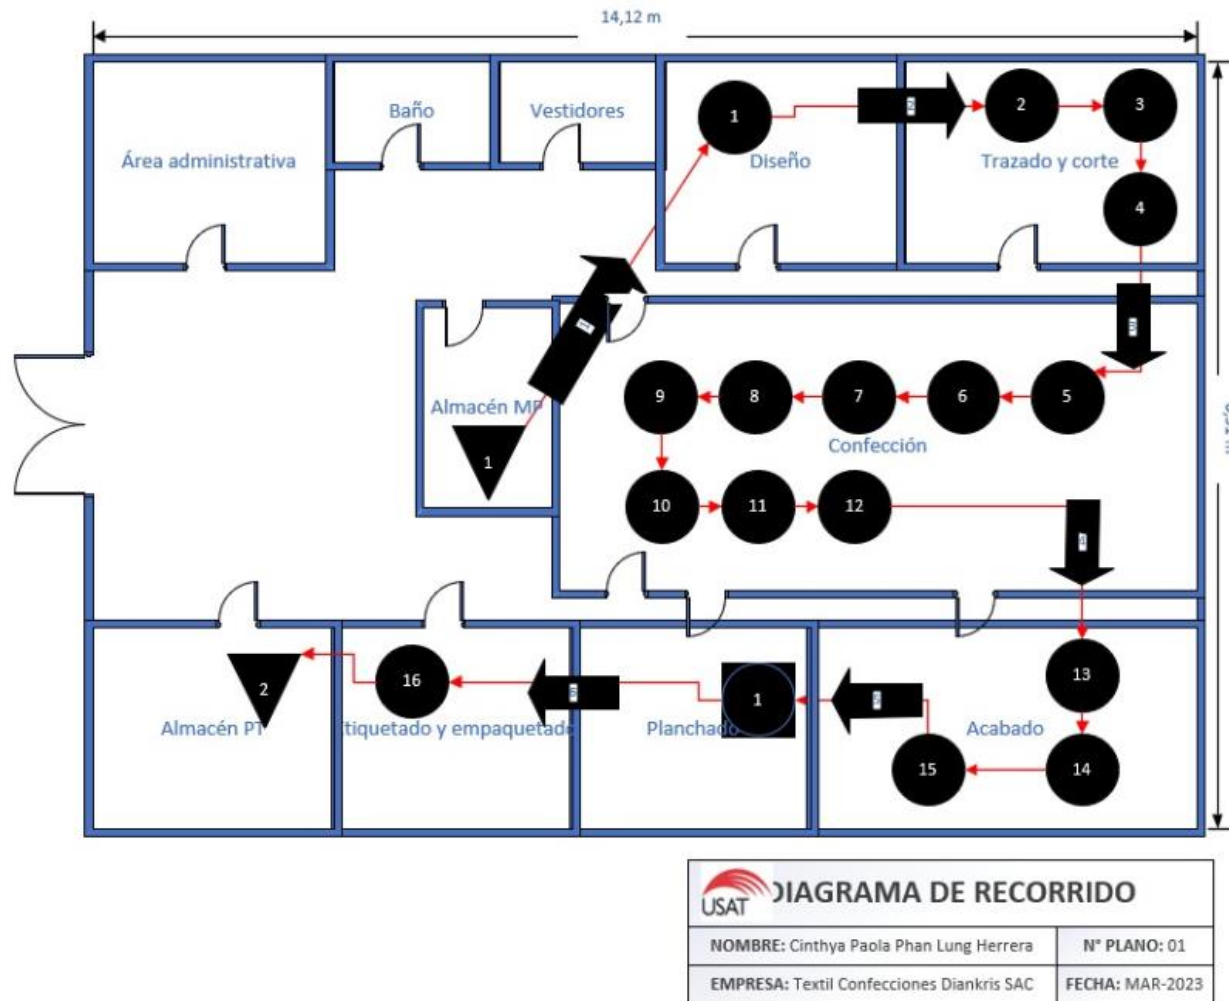 14,12 m
Baño
Vestidores
1
2
3
Área administrativa
Diseño
Trazado y corte
4
9
8
7
6
5
Almacén MP
Confección
1
10
11
12
13
2
16
1
Almacén PT
Etiquetado y empaquetado
Planchado
Acabado
15
14
USAT
DIAGRAMA DE RECORRIDO
NOMBRE: Cinthya Paola Phan Lung Herrera
N° PLANO: 01
EMPRESA: Textil Confecciones Diankris SAC
FECHA: MAR-2023